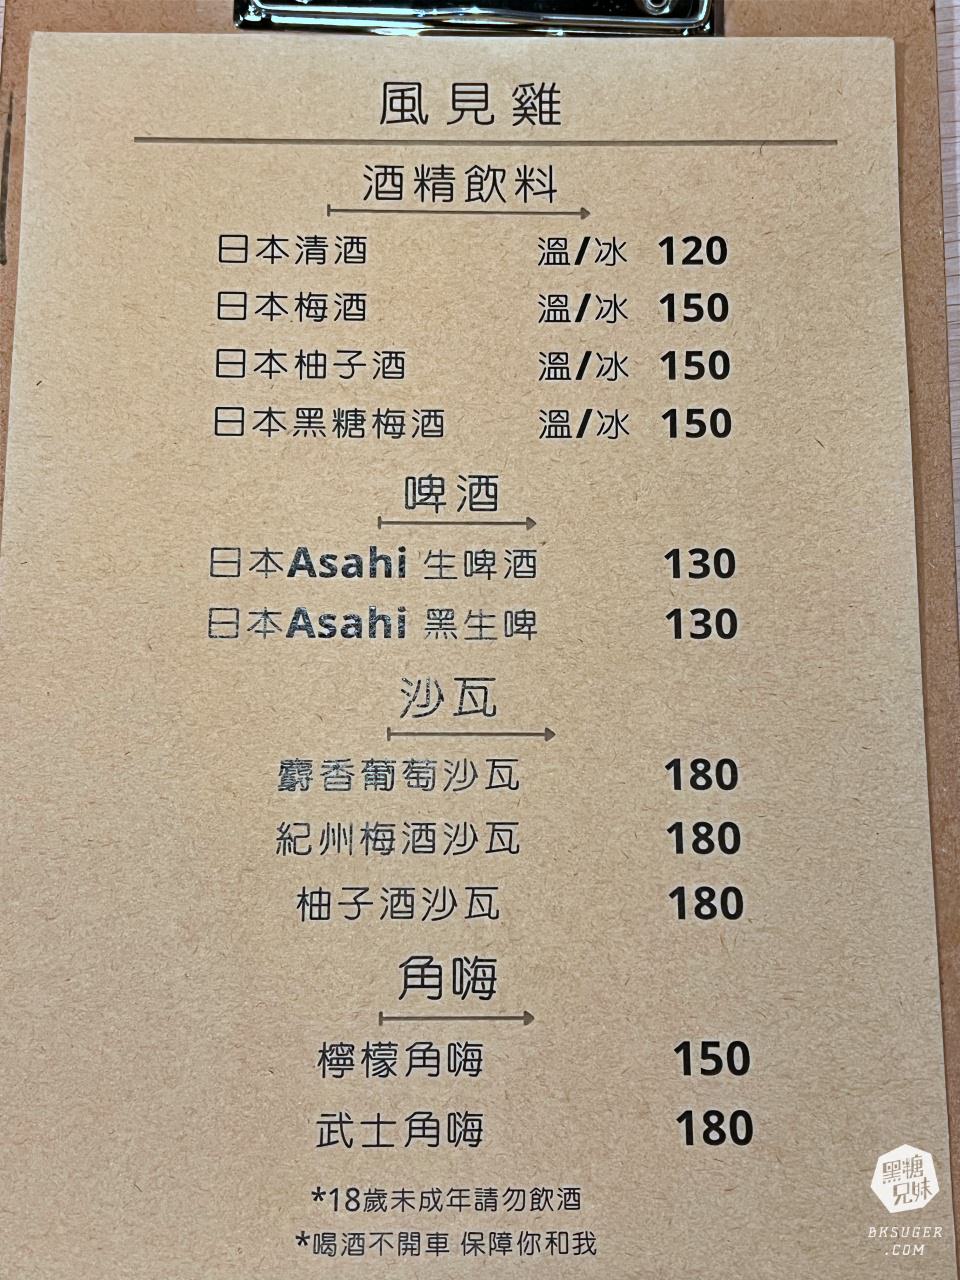 風見雞
酒精飲料
日本清酒 溫/冰 120
日本梅酒 溫/冰 150
日本柚子酒 溫/冰 150
日本黑糖梅酒 溫/冰 150
啤酒
日本Asahi 生啤酒 130
日本Asahi 黑生啤 130
沙瓦
麝香葡萄沙瓦 180
紀州梅酒沙瓦 180
柚子酒沙瓦 180
角嗨
檸檬角嗨 150
武士角嗨 180
*18歲未成年請勿飲酒
*喝酒不開車 保障你和我
黑糖
兄妹
BKSUGER
.COM